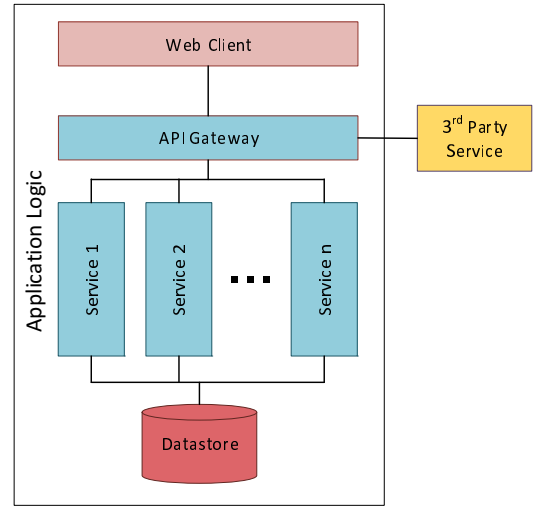 Web Client
API Gateway
3rd Party
Service
Application Logic
Service 1
Service 2
Service n
Datastore